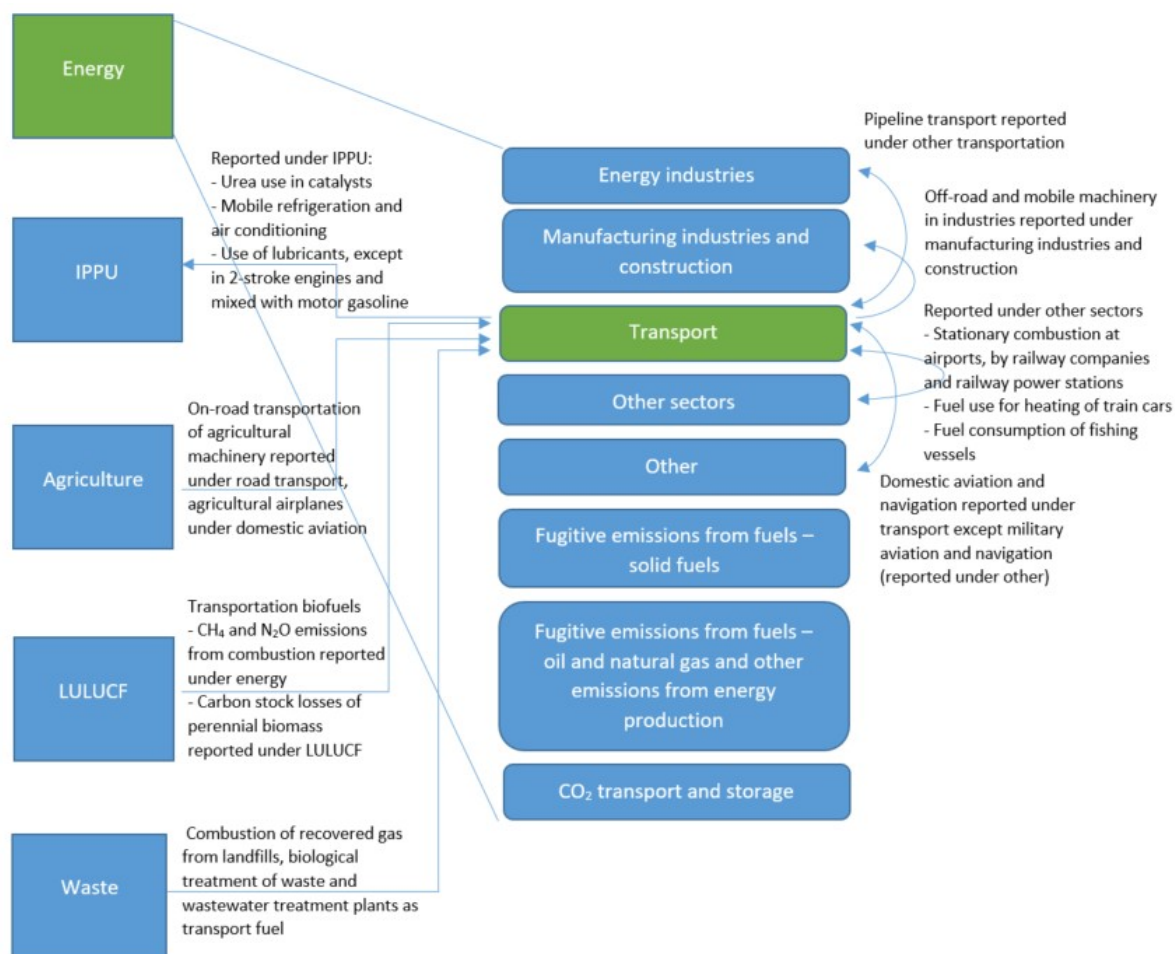 Energy
IPPU
Agriculture
LULUCF
Waste
Reported under IPPU:
- Urea use in catalysts
- Mobile refrigeration and
air conditioning
- Use of lubricants, except
in 2-stroke engines and
mixed with motor gasoline
On-road transportation
of agricultural
machinery reported
under road transport,
agricultural airplanes
under domestic aviation
Transportation biofuels
- CH₄ and N₂O emissions
from combustion reported
under energy
- Carbon stock losses of
perennial biomass
reported under LULUCF
Combustion of recovered gas
from landfills, biological
treatment of waste and
wastewater treatment plants as
transport fuel
Energy industries
Manufacturing industries and
construction
Transport
Other sectors
Other
Fugitive emissions from fuels –
solid fuels
Fugitive emissions from fuels –
oil and natural gas and other
emissions from energy
production
CO₂ transport and storage
Pipeline transport reported
under other transportation
Off-road and mobile machinery
in industries reported under
manufacturing industries and
construction
Reported under other sectors
- Stationary combustion at
airports, by railway companies
and railway power stations
- Fuel use for heating of train cars
- Fuel consumption of fishing
vessels
Domestic aviation and
navigation reported under
transport except military
aviation and navigation
(reported under other)